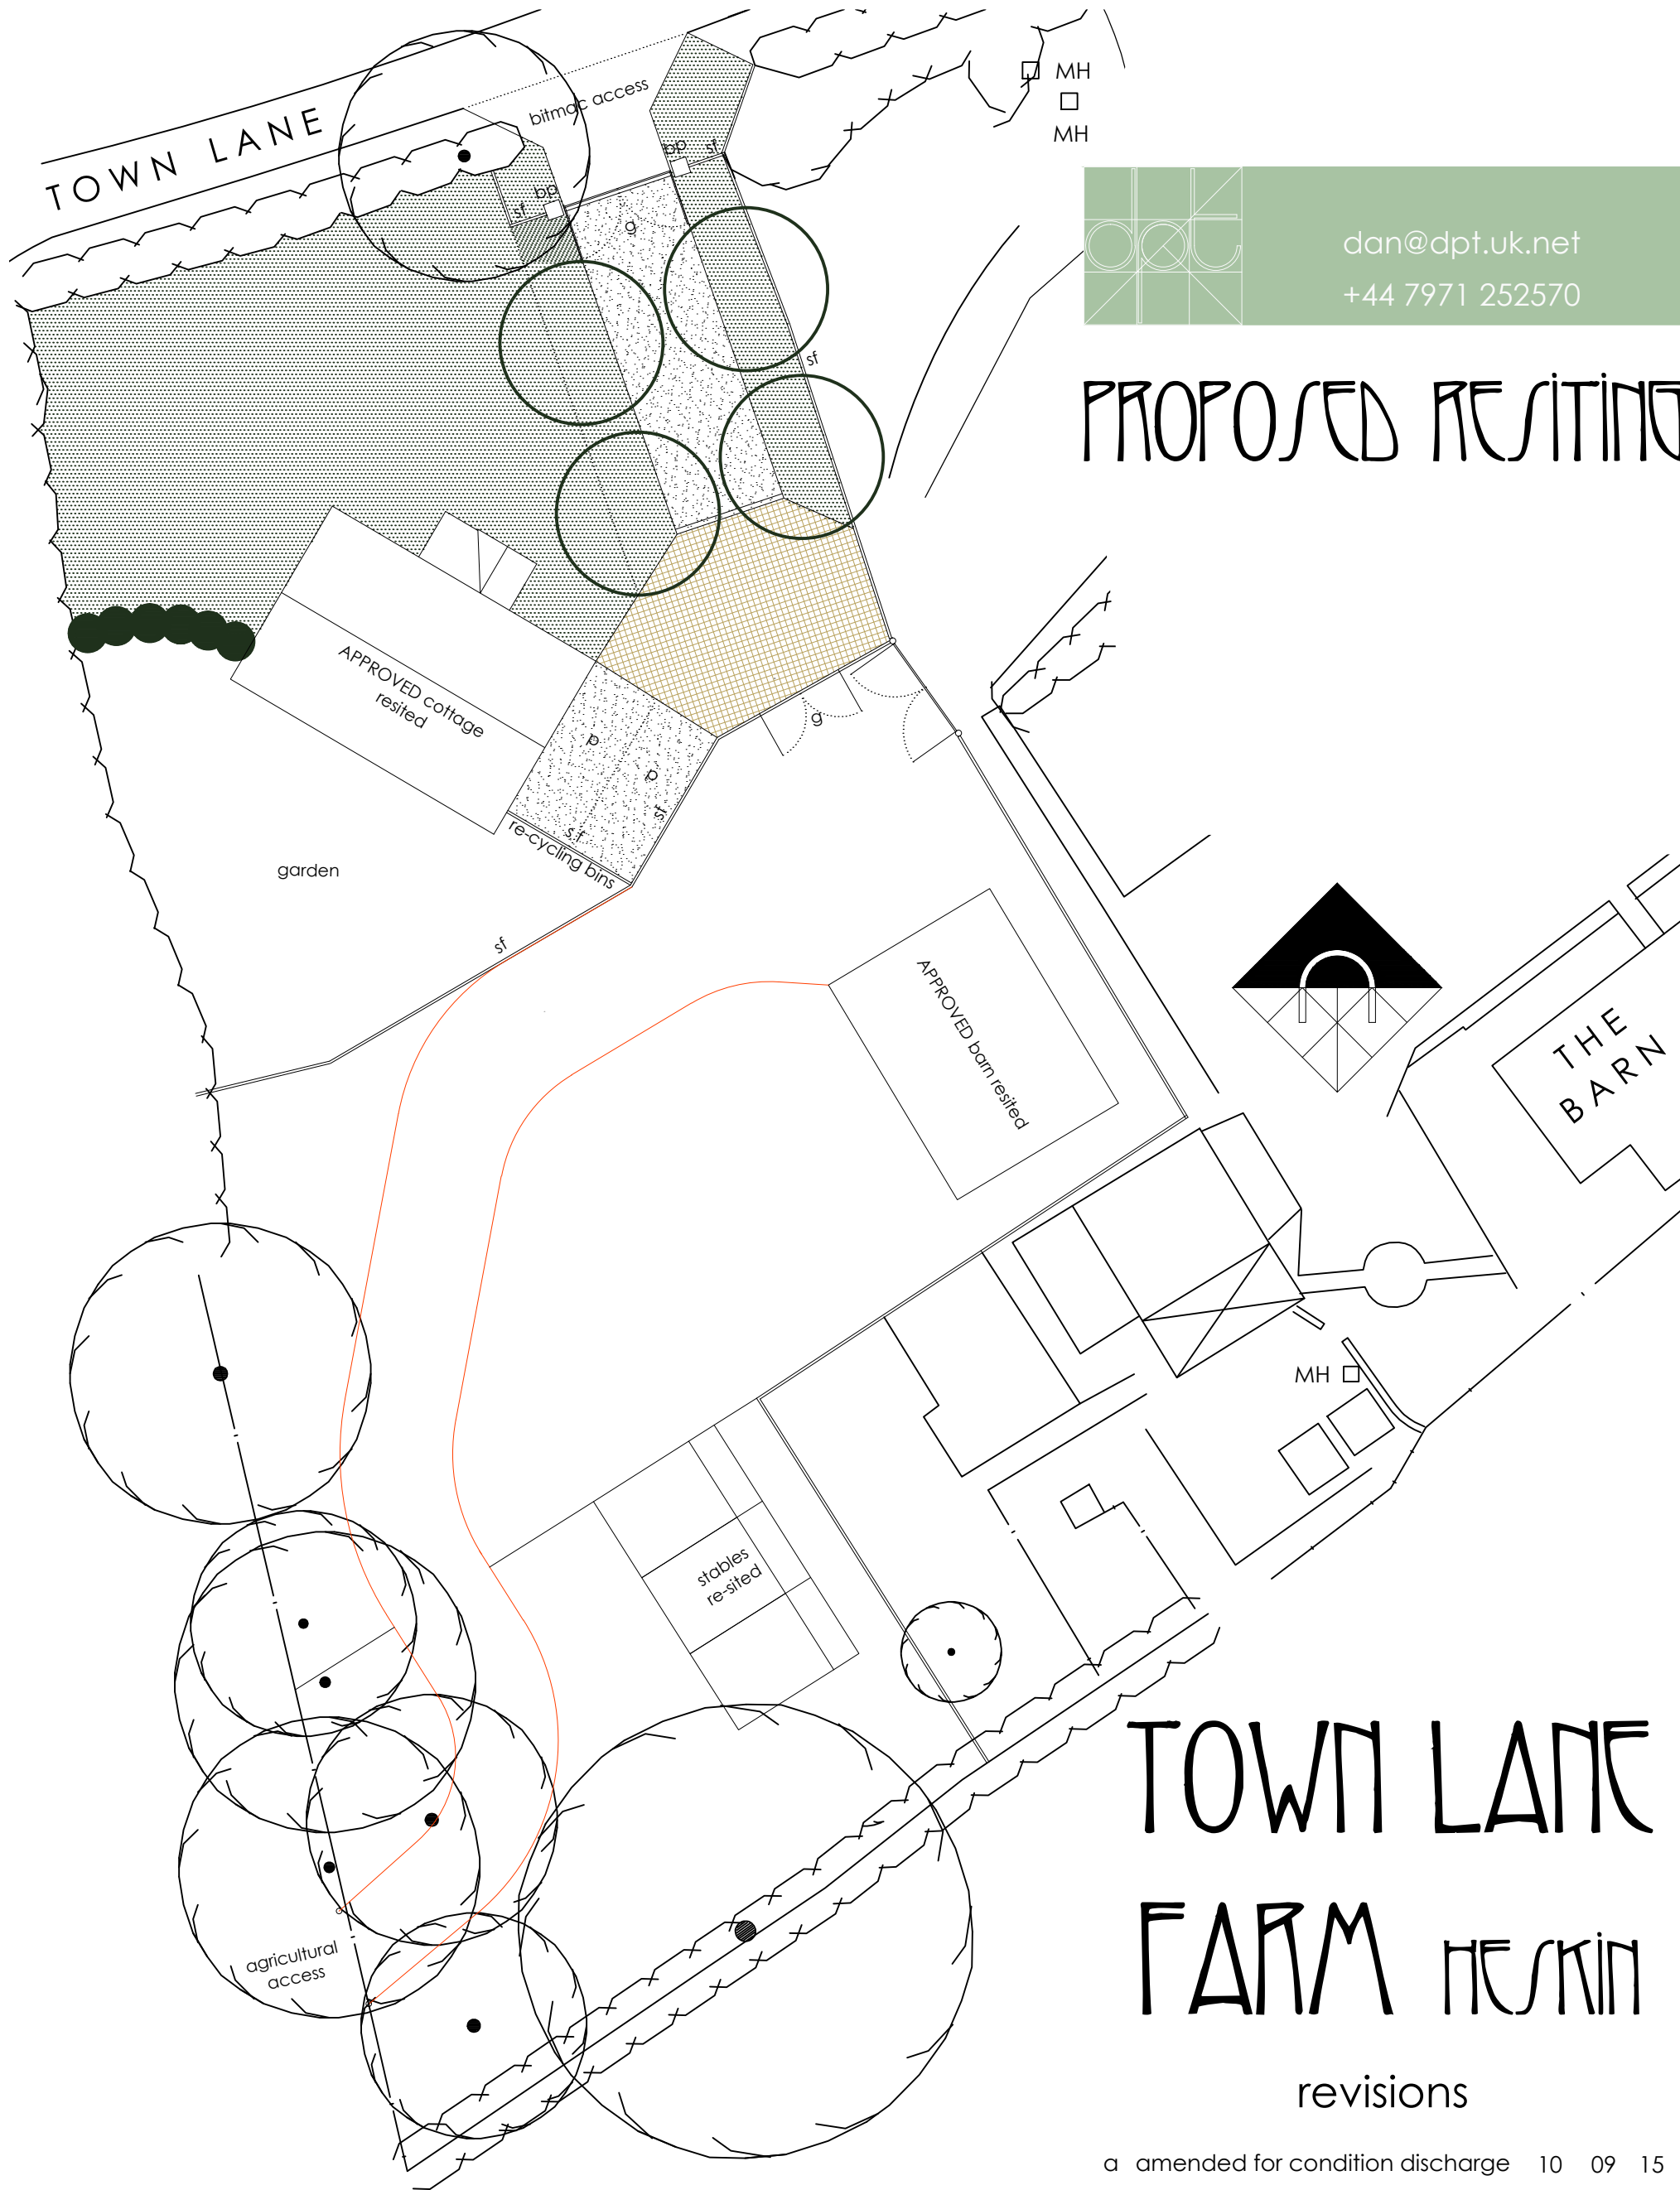 TOWN LANE
bitmac access
MH
MH
bp
sf
bp
sf
g
sf
dpt
dan@dpt.uk.net
+44 7971 252570
PROPOSED RESITING
APPROVED cottage
resited
g
p
p
sf
sf
re-cycling bins
garden
sf
APPROVED barn resited
THE
BARN
MH
stables
re-sited
agricultural
access
TOWN LANE
FARM HESKIN
revisions
a amended for condition discharge 10 09 15